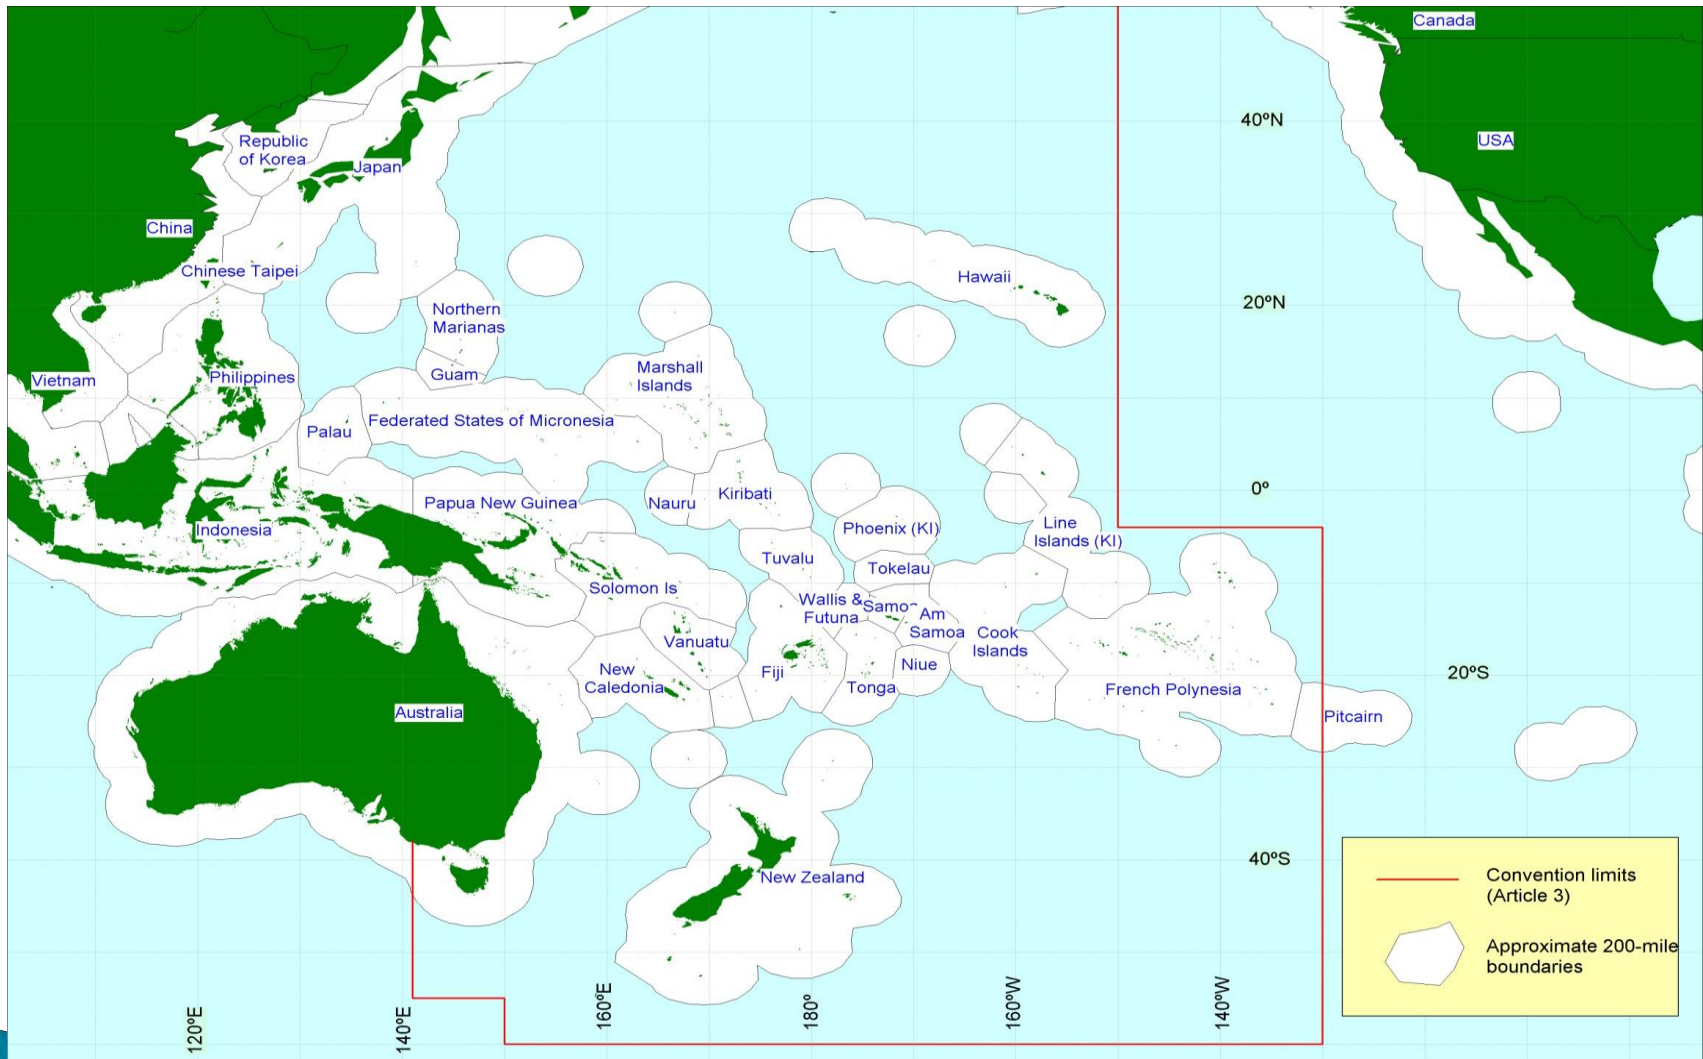 Canada
40ºN
Republic
of Korea
USA
Japan
China
Chinese Taipei
Hawaii
20ºN
Northern
Marianas
Marshall
Islands
Guam
Vietnam
Philippines
Federated States of Micronesia
Palau
0º
Kiribati
Nauru
Papua New Guinea
Indonesia
Phoenix (KI)
Line
Islands (KI)
Tuvalu
Tokelau
Solomon Is
Wallis &
Futuna
Samoa
Am
Samoa
Cook
Islands
Vanuatu
New
Caledonia
Fiji
Niue
Tonga
20ºS
French Polynesia
Australia
Pitcairn
40ºS
New Zealand
Convention limits
(Article 3)
Approximate 200-mile
boundaries
120ºE
140ºE
160ºE
180º
160ºW
140ºW